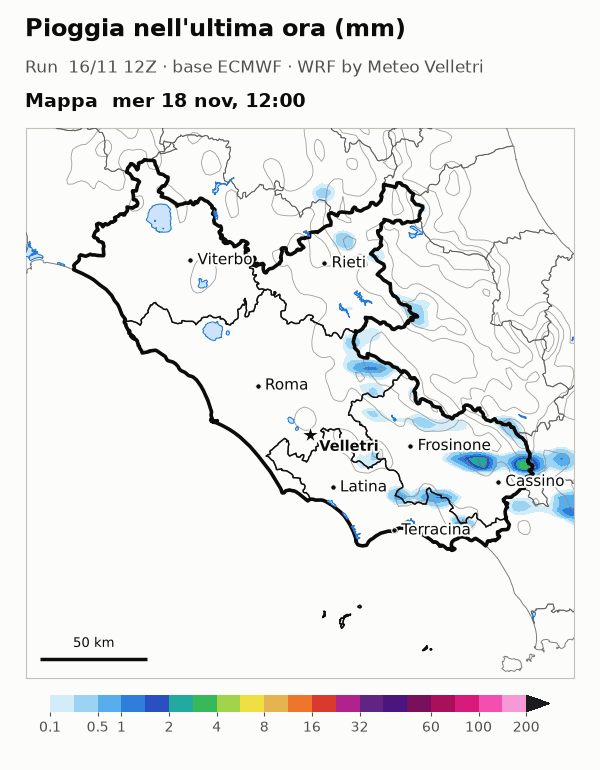 Pioggia nell'ultima ora (mm)
Run  16/11 12Z · base ECMWF · WRF by Meteo Velletri
Mappa  mer 18 nov, 12:00
Viterbo
Rieti
Roma
Velletri
Frosinone
Cassino
Latina
Terracina
50 km
0.1 0.5 1 2 4 8 16 32 60 100 200